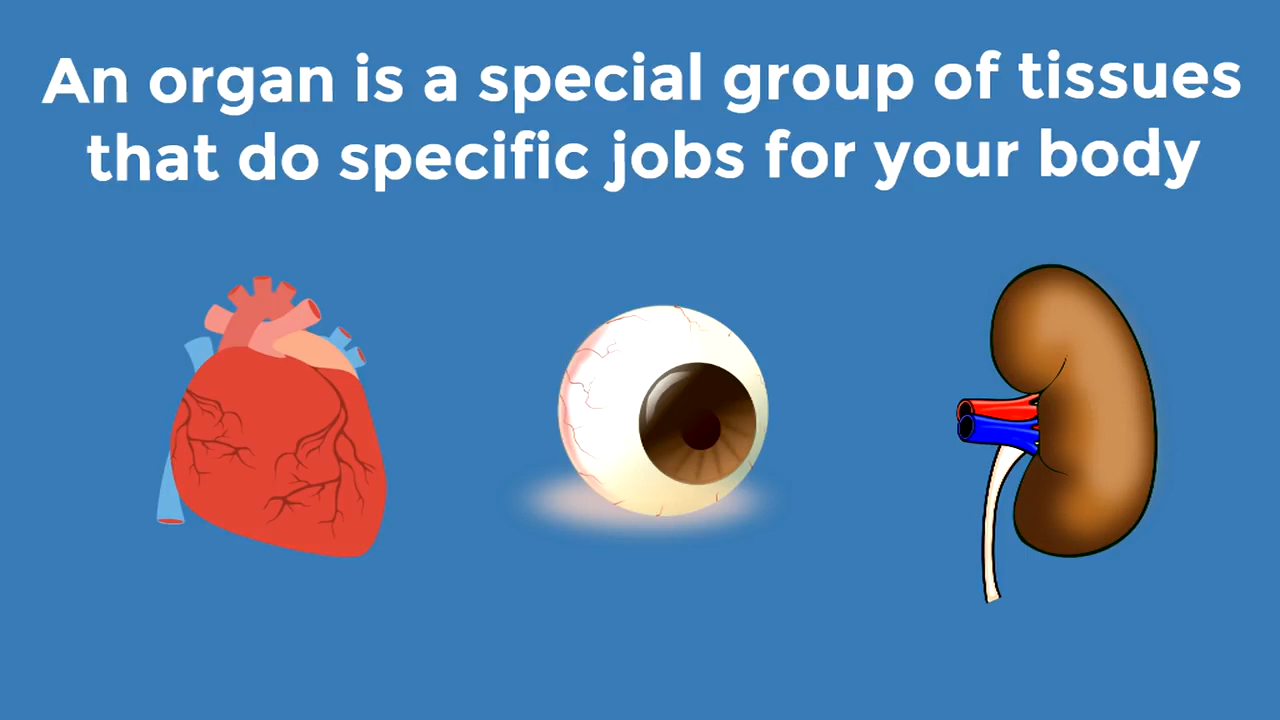 An organ is a special group of tissues
that do specific jobs for your body